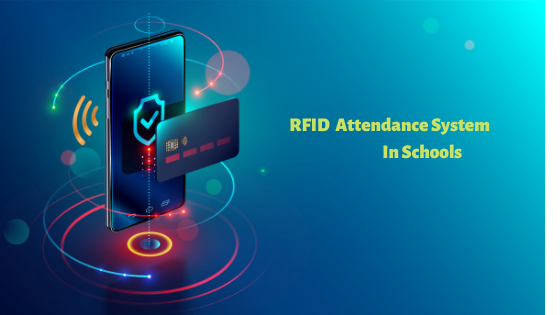 RFID Attendance System
In Schools